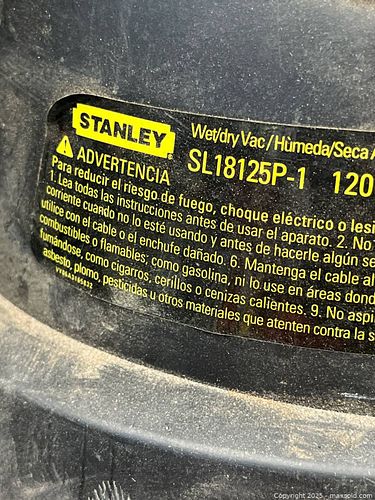 STANLEY
Wet/dry Vac/Hùmeda/Seca A
SL18125P-1 120
ADVERTENCIA
Para reducir el riesgo de fuego, choque eléctrico o lesi
1. Lea todas las instrucciones antes de usar el aparato. 2. No
corriente cuando no lo esté usando y antes de hacerle algún se
utilice con el cable o el enchufe dañado. 6. Mantenga el cable al
combustibles o flamables; como gasolina, ni lo use en áreas dond
fumándose, como cigarros, cerillos o cenizas calientes. 9. No aspi
asbesto, plomo, pesticidas u otros materiales que atenten contra la s
Copyright 2025 - maxsold.com